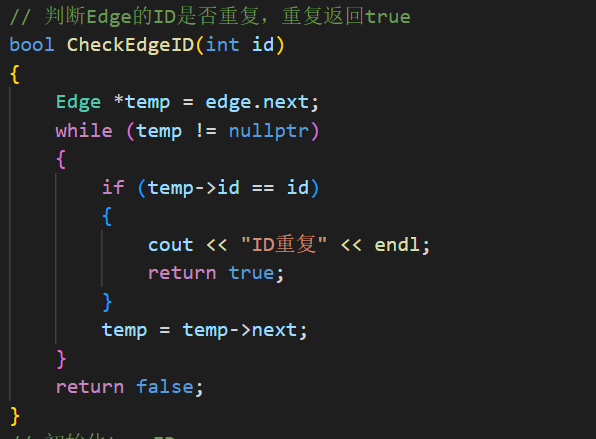 // 判断Edge的ID是否重复，重复返回true
bool CheckEdgeID(int id)
{
    Edge *temp = edge.next;
    while (temp != nullptr)
    {
        if (temp->id == id)
        {
            cout << "ID重复" << endl;
            return true;
        }
        temp = temp->next;
    }
    return false;
}